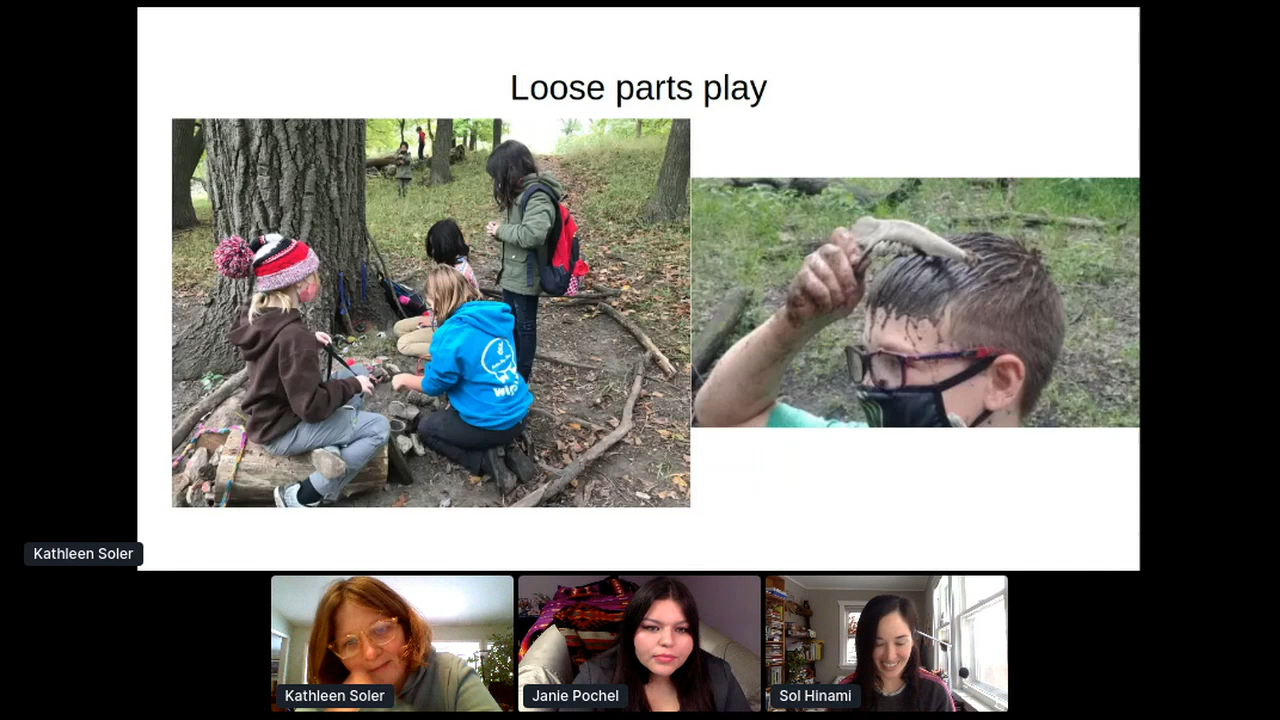 Loose parts play
Kathleen Soler
Kathleen Soler
Janie Pochel
Sol Hinami